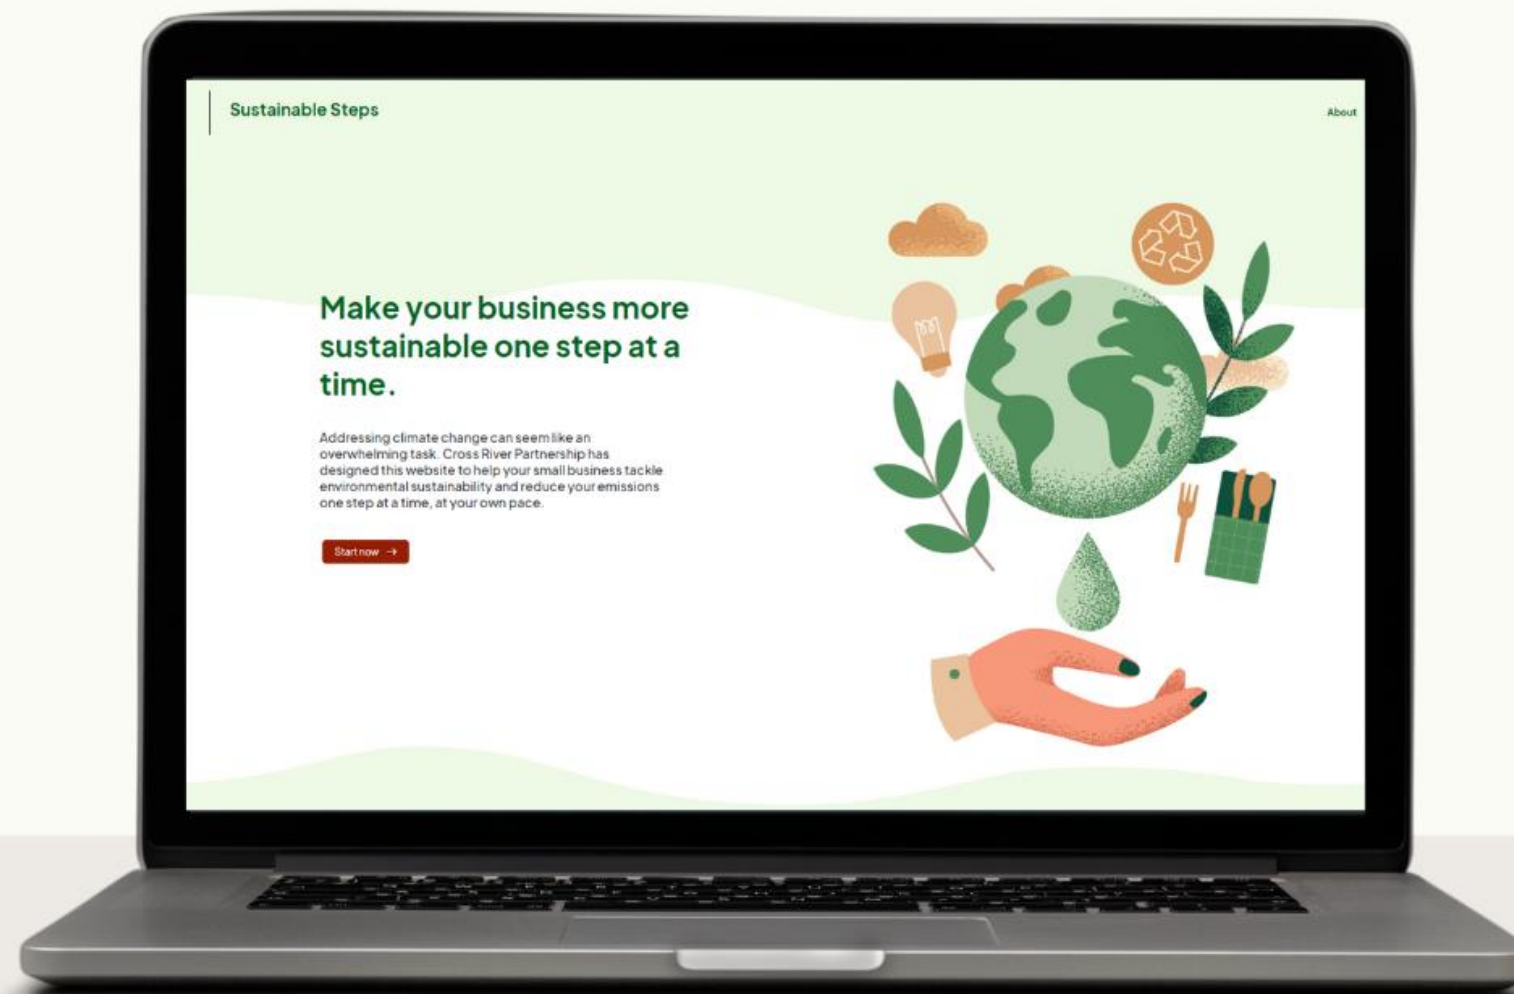 Sustainable Steps
About
Make your business more
sustainable one step at a
time.
Addressing climate change can seem like an
overwhelming task. Cross River Partnership has
designed this website to help your small business tackle
environmental sustainability and reduce your emissions
one step at a time, at your own pace.
Start now →